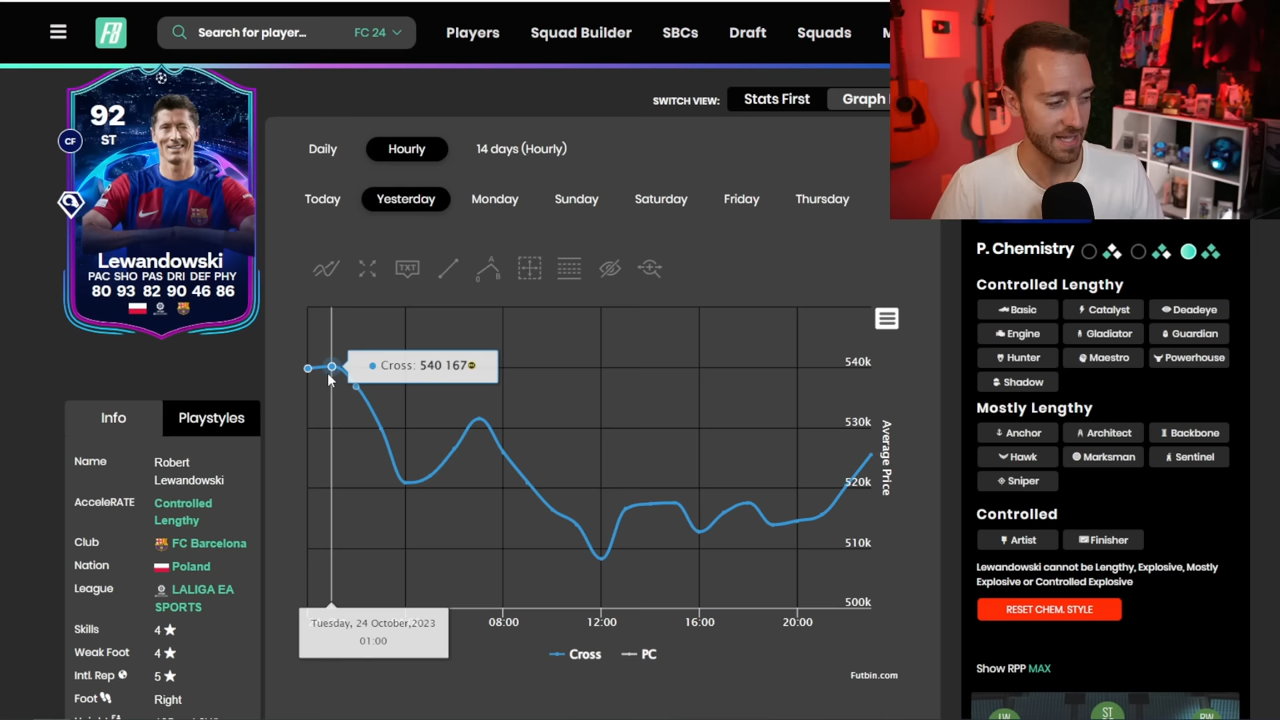 FB
Search for player...
FC 24
Players
Squad Builder
SBCs
Draft
Squads
M
SWITCH VIEW:
Stats First
Graph
92
ST
CF
Lewandowski
PAC SHO PAS DRI DEF PHY
80 93 82 90 46 86
Daily
Hourly
14 days (Hourly)
Today
Yesterday
Monday
Sunday
Saturday
Friday
Thursday
TXT
Cross: 540 167
540k
530k
520k
510k
500k
Average Price
Tuesday, 24 October,2023
01:00
08:00
12:00
16:00
20:00
Cross
PC
Futbin.com
Info
Playstyles
Name
Robert
Lewandowski
AcceleRATE
Controlled
Lengthy
Club
FC Barcelona
Nation
Poland
League
LALIGA EA
SPORTS
Skills
4
Weak Foot
4
Intl. Rep
5
Foot
Right
P. Chemistry
Controlled Lengthy
Basic
Catalyst
Deadeye
Engine
Gladiator
Guardian
Hunter
Maestro
Powerhouse
Shadow
Mostly Lengthy
Anchor
Architect
Backbone
Hawk
Marksman
Sentinel
Sniper
Controlled
Artist
Finisher
Lewandowski cannot be Lengthy, Explosive, Mostly
Explosive or Controlled Explosive
RESET CHEM. STYLE
Show RPP MAX
LW
ST
RW